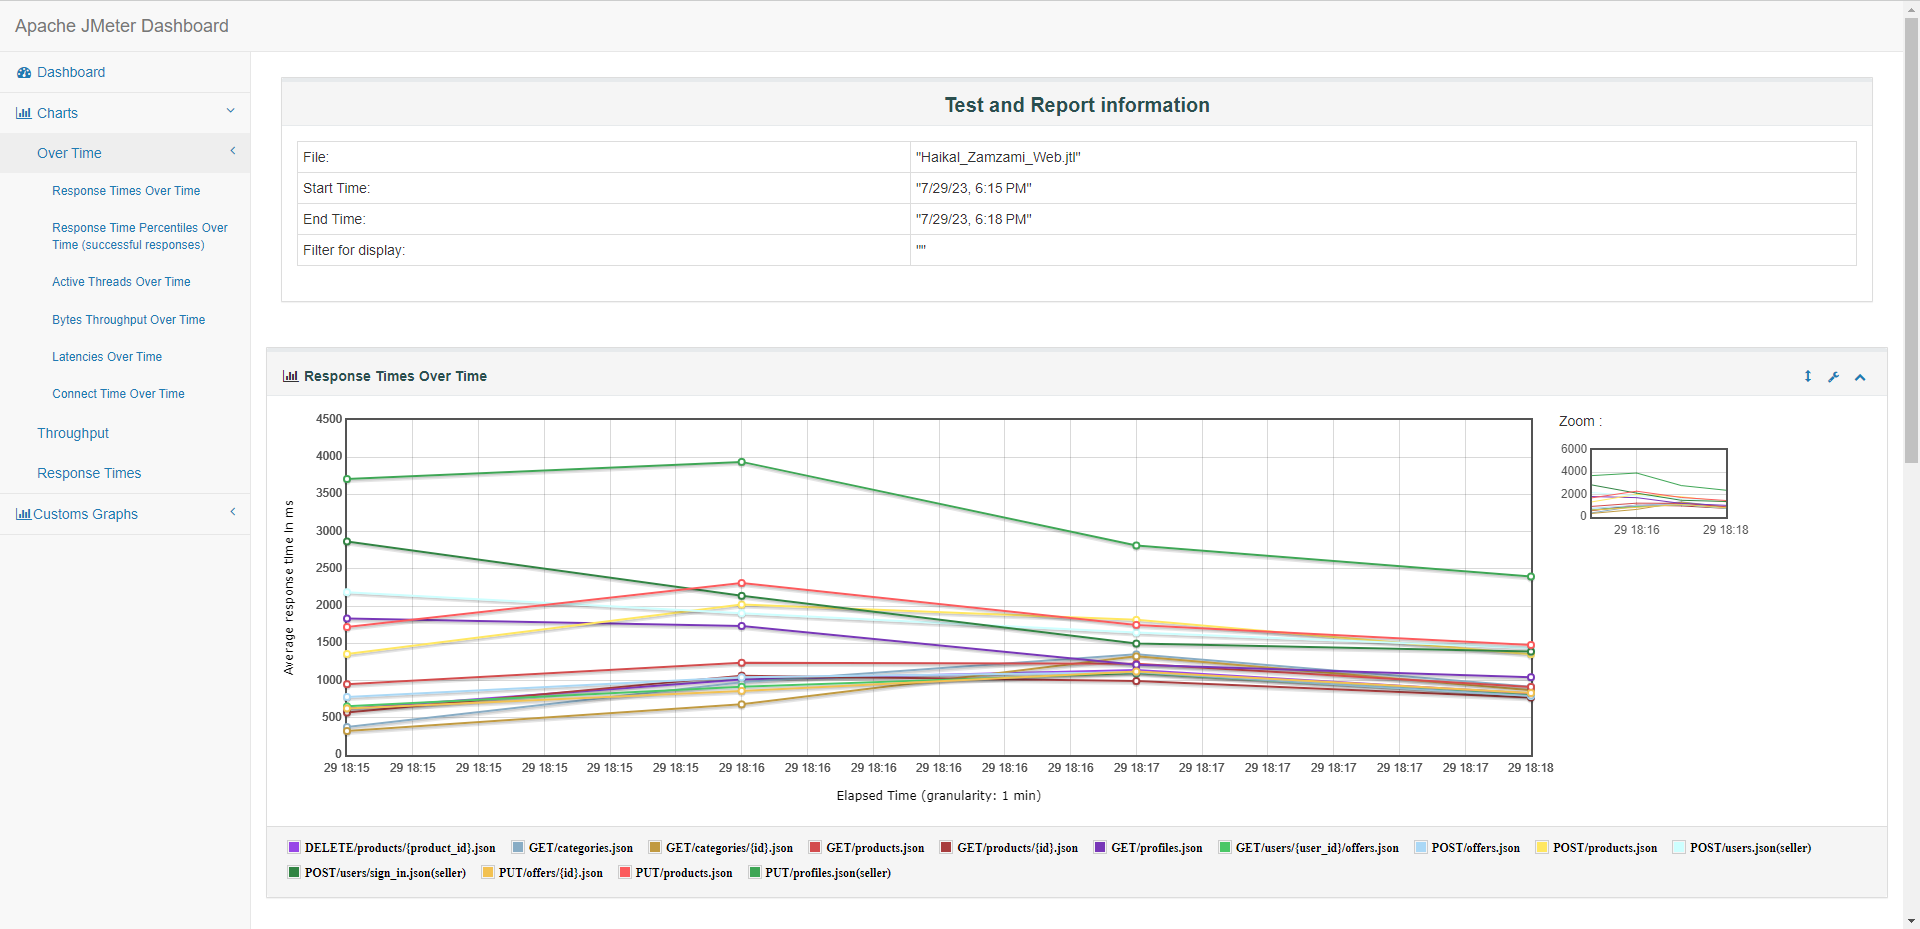 Apache JMeter Dashboard
Dashboard
Charts
Over Time
Response Times Over Time
Response Time Percentiles Over
Time (successful responses)
Active Threads Over Time
Bytes Throughput Over Time
Latencies Over Time
Connect Time Over Time
Throughput
Response Times
Customs Graphs
Test and Report information
File: "Haikal_Zamzami_Web.jtl"
Start Time: "7/29/23, 6:15 PM"
End Time: "7/29/23, 6:18 PM"
Filter for display: ""
Response Times Over Time
Average response time in ms
4500
4000
3500
3000
2500
2000
1500
1000
500
0
29 18:15 29 18:15 29 18:15 29 18:15 29 18:15 29 18:15 29 18:16 29 18:16 29 18:16 29 18:16 29 18:16 29 18:16 29 18:17 29 18:17 29 18:17 29 18:17 29 18:17 29 18:17 29 18:18
Elapsed Time (granularity: 1 min)
Zoom :
6000
4000
2000
0
29 18:16 29 18:18
DELETE/products/{product_id}.json GET/categories.json GET/categories/{id}.json GET/products.json GET/products/{id}.json GET/profiles.json GET/users/{user_id}/offers.json POST/offers.json POST/products.json POST/users.json(seller)
POST/users/sign_in.json(seller) PUT/offers/{id}.json PUT/products.json PUT/profiles.json(seller)